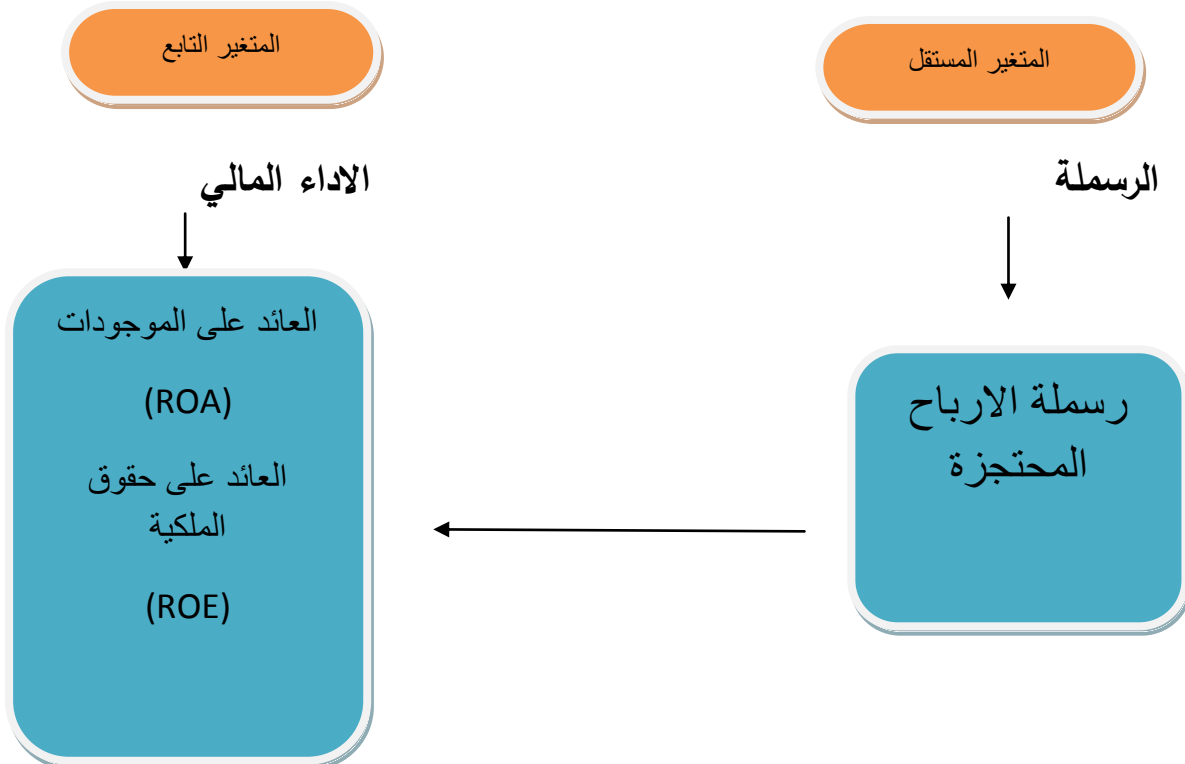 المتغير المستقل
الرسملة
رسملة الارباح
المحتجزة
المتغير التابع
الاداء المالي
العائد على الموجودات
(ROA)
العائد على حقوق
الملكية
(ROE)